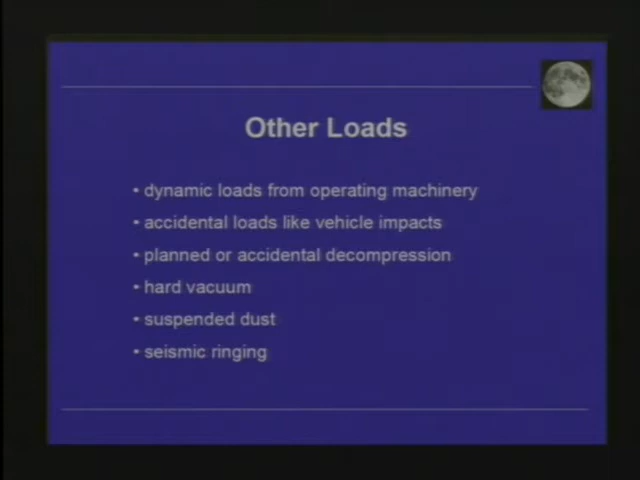 Other Loads
• dynamic loads from operating machinery
• accidental loads like vehicle impacts
• planned or accidental decompression
• hard vacuum
• suspended dust
• seismic ringing